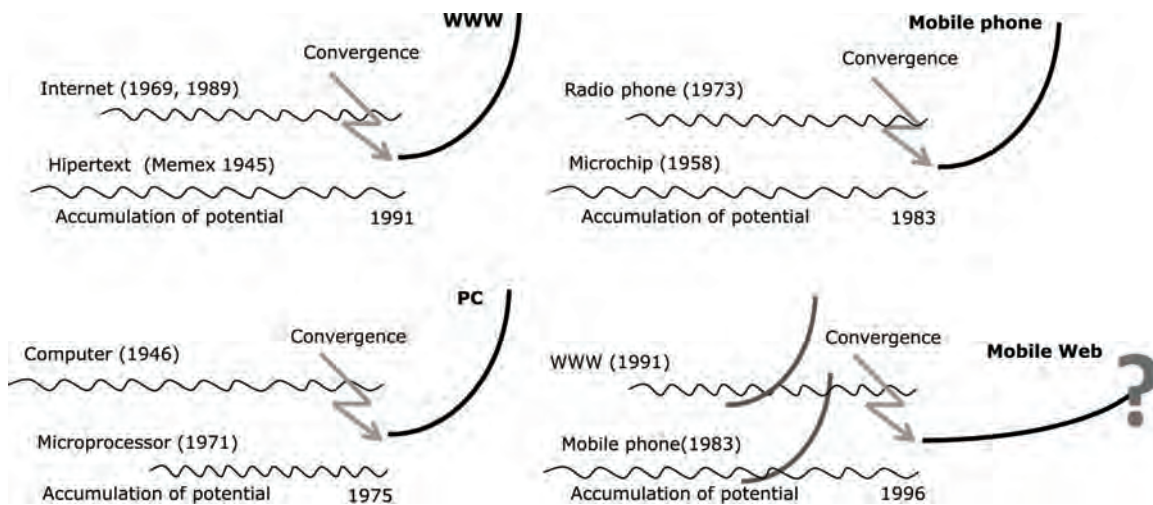 WWW
Convergence
Internet (1969, 1989)
Hipertext (Memex 1945)
Accumulation of potential 1991
Mobile phone
Convergence
Radio phone (1973)
Microchip (1958)
Accumulation of potential 1983
PC
Convergence
Computer (1946)
Microprocessor (1971)
Accumulation of potential 1975
Convergence
Mobile Web
WWW (1991)
?
Mobile phone(1983)
Accumulation of potential 1996